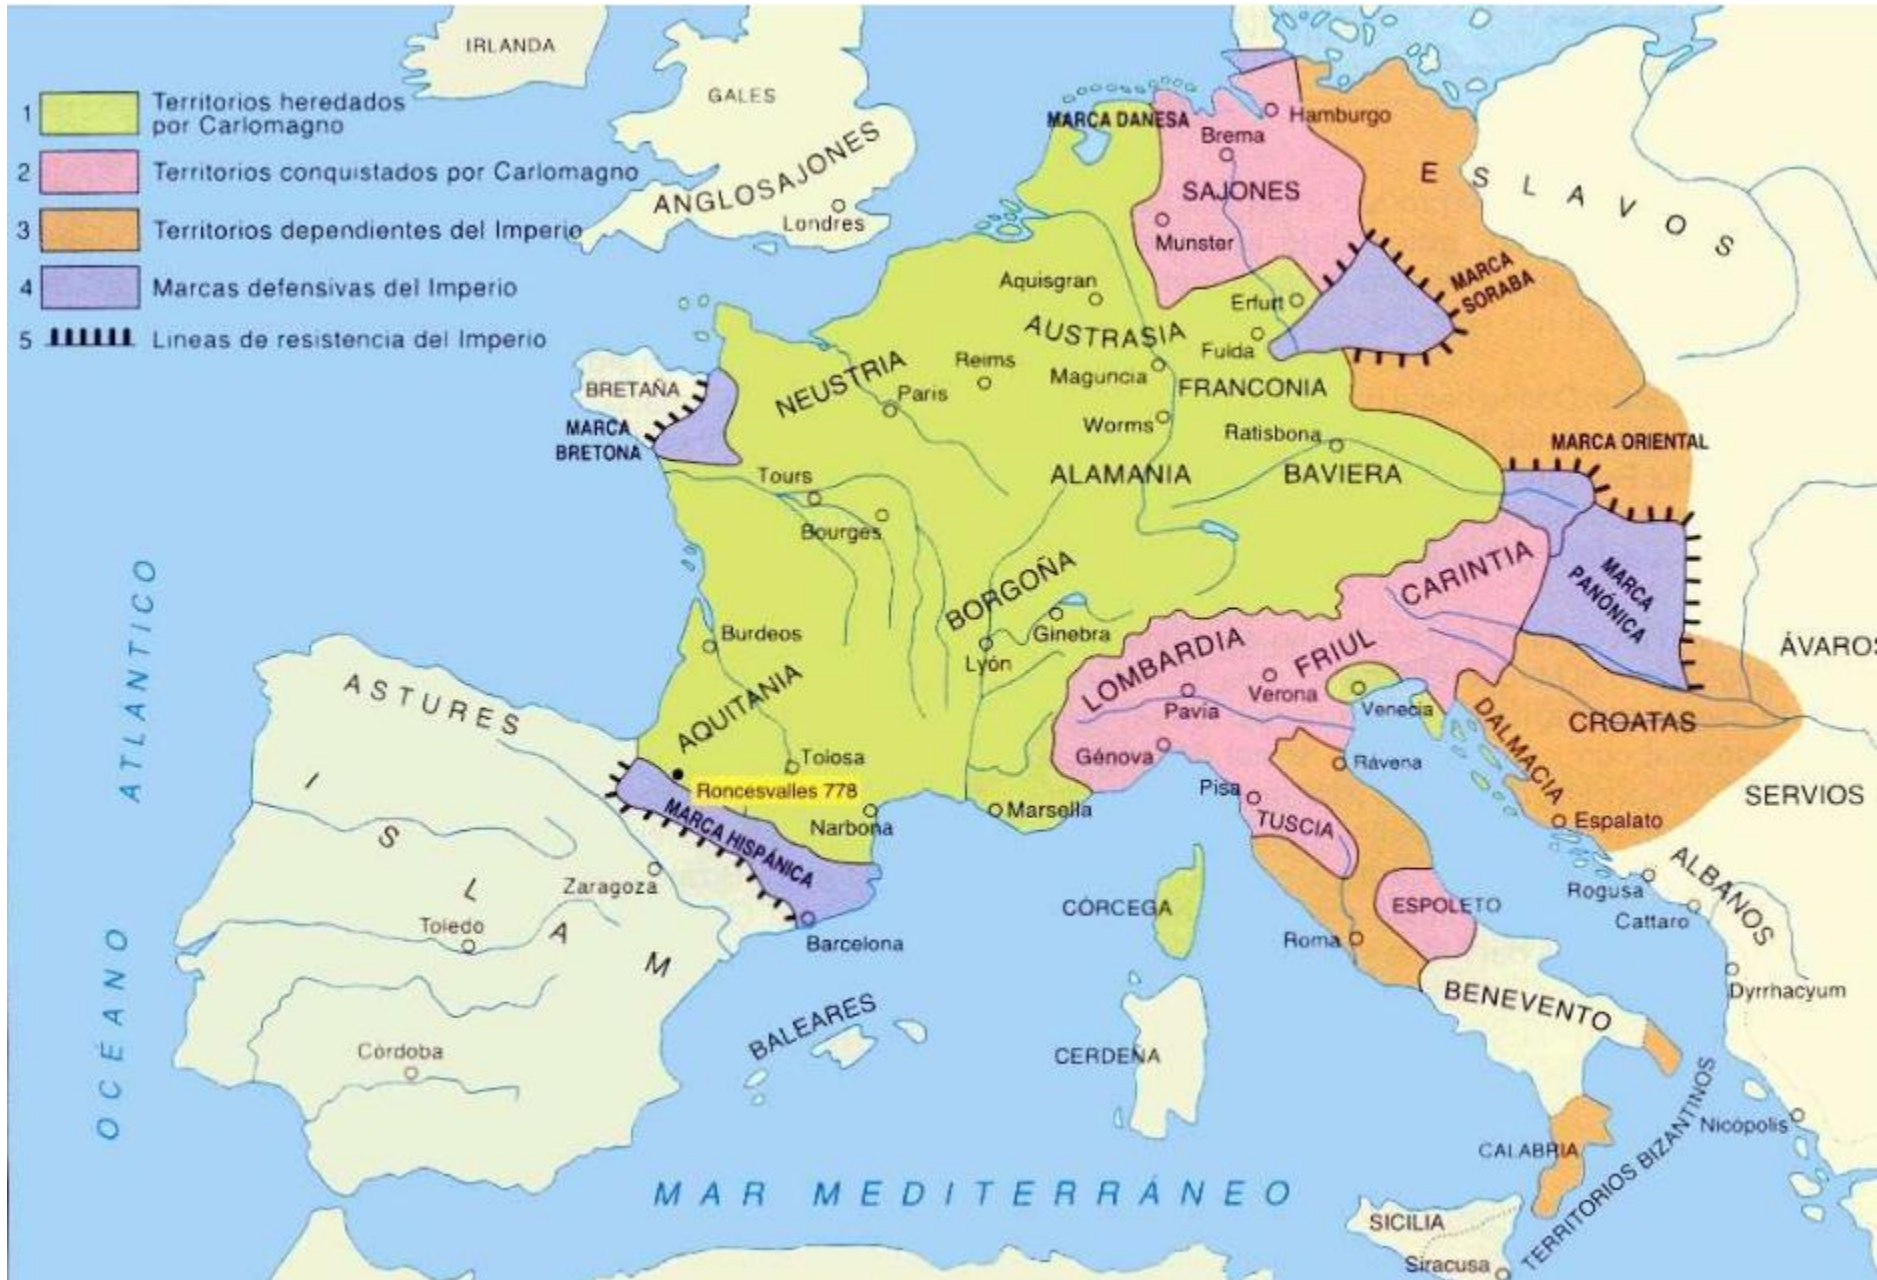 1 Territorios heredados
por Carlomagno
2 Territorios conquistados por Carlomagno
3 Territorios dependientes del Imperio
4 Marcas defensivas del Imperio
5 Lineas de resistencia del Imperio
IRLANDA
GALES
ANGLOSAJONES
Londres
MARCA DANESA
Hamburgo
Brema
SAJONES
Munster
ESLAVOS
MARCA
SORABA
Aquisgran
Erfurt
AUSTRASIA
Fulda
Reims
Maguncia
FRANCONIA
NEUSTRIA
Paris
BRETAÑA
MARCA
BRETONA
Worms
Ratisbona
MARCA ORIENTAL
Tours
ALAMANIA
BAVIERA
Bourges
CARINTIA
MARCA
PANÓNICA
BORGOÑA
Ginebra
Burdeos
Lyón
LOMBARDIA
FRIUL
ÁVAROS
Verona
Pavia
Venecia
ASTURES
AQUITANIA
DALMACIA
CROATAS
Tolosa
Génova
Rávena
Roncesvalles 778
Pisa
SERVIOS
MARCA HISPÁNICA
Narbona
Marsella
TUSCIA
Espalato
ISLAM
Zaragoza
ALBANOS
Rogusa
CÓRCEGA
ESPOLETO
Cattaro
Toledo
Barcelona
Roma
BENEVENTO
Dyrrhacyum
BALEARES
CERDEÑA
Córdoba
Nicópolis
CALABRIA
TERRITORIOS BIZANTINOS
OCÉANO ATLANTICO
MAR MEDITERRÁNEO
SICILIA
Siracusa